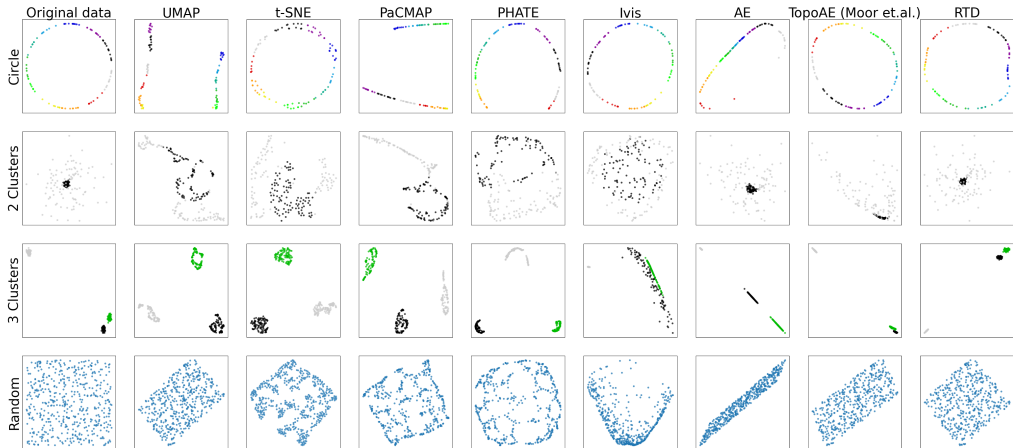 Original data UMAP t-SNE PaCMAP PHATE Ivis AE TopoAE (Moor et.al.) RTD
Circle
2 Clusters
3 Clusters
Random